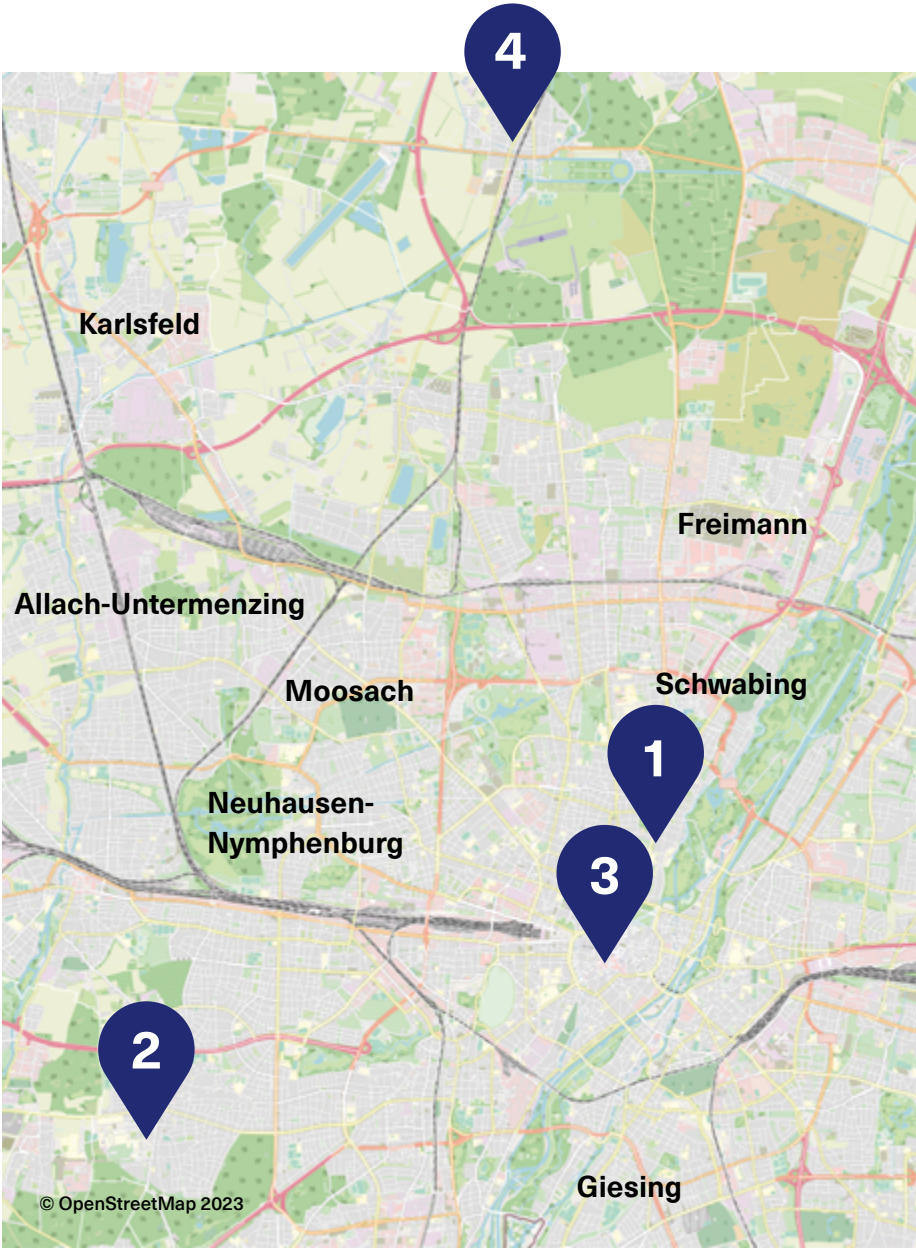 4
Karlsfeld
Freimann
Allach-Untermenzing
Moosach
Schwabing
1
Neuhausen-
Nymphenburg
3
2
Giesing
© OpenStreetMap 2023